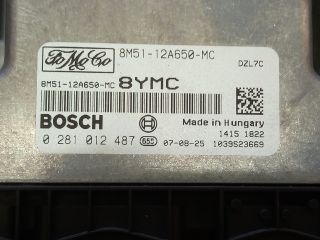 FoMoCo
8M51-12A650-MC
DZL7C
8M51-12A650-MC 8YMC
BOSCH
Made in Hungary
1415 1822
0 281 012 487 655 07-08-25 1039S23669